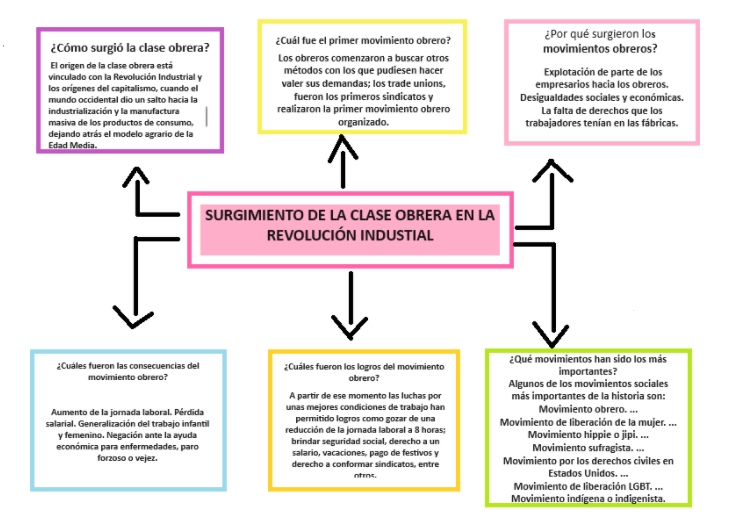 ¿Cómo surgió la clase obrera?
El origen de la clase obrera está
vinculado con la Revolución Industrial y
los orígenes del capitalismo, cuando el
mundo occidental dio un salto hacia la
industrialización y la manufactura
masiva de los productos de consumo,
dejando atrás el modelo agrario de la
Edad Media.
¿Cuál fue el primer movimiento obrero?
Los obreros comenzaron a buscar otros
métodos con los que pudiesen hacer
valer sus demandas; los trade unions,
fueron los primeros sindicatos y
realizaron la primer movimiento obrero
organizado.
¿Por qué surgieron los
movimientos obreros?
Explotación de parte de los
empresarios hacia los obreros.
Desigualdades sociales y económicas.
La falta de derechos que los
trabajadores tenían en las fábricas.
SURGIMIENTO DE LA CLASE OBRERA EN LA
REVOLUCIÓN INDUSTIAL
¿Cuáles fueron las consecuencias del
movimiento obrero?
Aumento de la jornada laboral. Pérdida
salarial. Generalización del trabajo infantil
y femenino. Negación ante la ayuda
económica para enfermedades, paro
forzoso o vejez.
¿Cuáles fueron los logros del movimiento
obrero?
A partir de ese momento las luchas por
unas mejores condiciones de trabajo han
permitido logros como gozar de una
reducción de la jornada laboral a 8 horas;
brindar seguridad social, derecho a un
salario, vacaciones, pago de festivos y
derecho a conformar sindicatos, entre
otros.
¿Qué movimientos han sido los más
importantes?
Algunos de los movimientos sociales
más importantes de la historia son:
Movimiento obrero. ...
Movimiento de liberación de la mujer. ...
Movimiento hippie o jipi. ...
Movimiento sufragista. ...
Movimiento por los derechos civiles en
Estados Unidos. ...
Movimiento de liberación LGBT. ...
Movimiento indígena o indigenista.